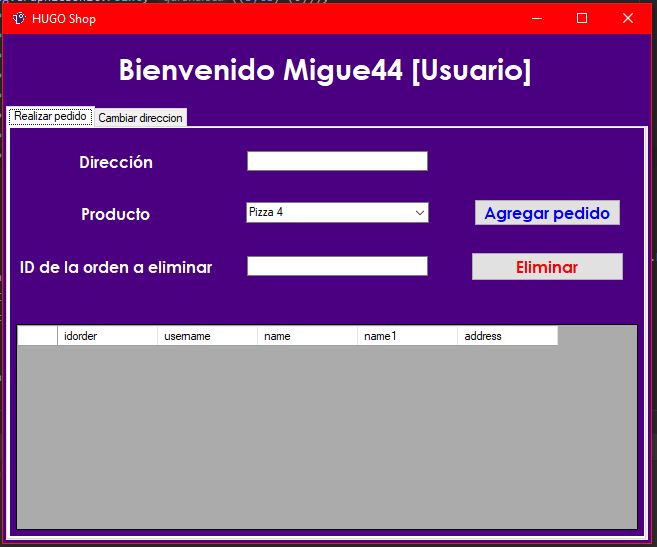 HUGO Shop
Bienvenido Migue44 [Usuario]
Realizar pedido
Cambiar direccion
Dirección
Producto
Pizza 4
Agregar pedido
ID de la orden a eliminar
Eliminar
idorder username name name1 address